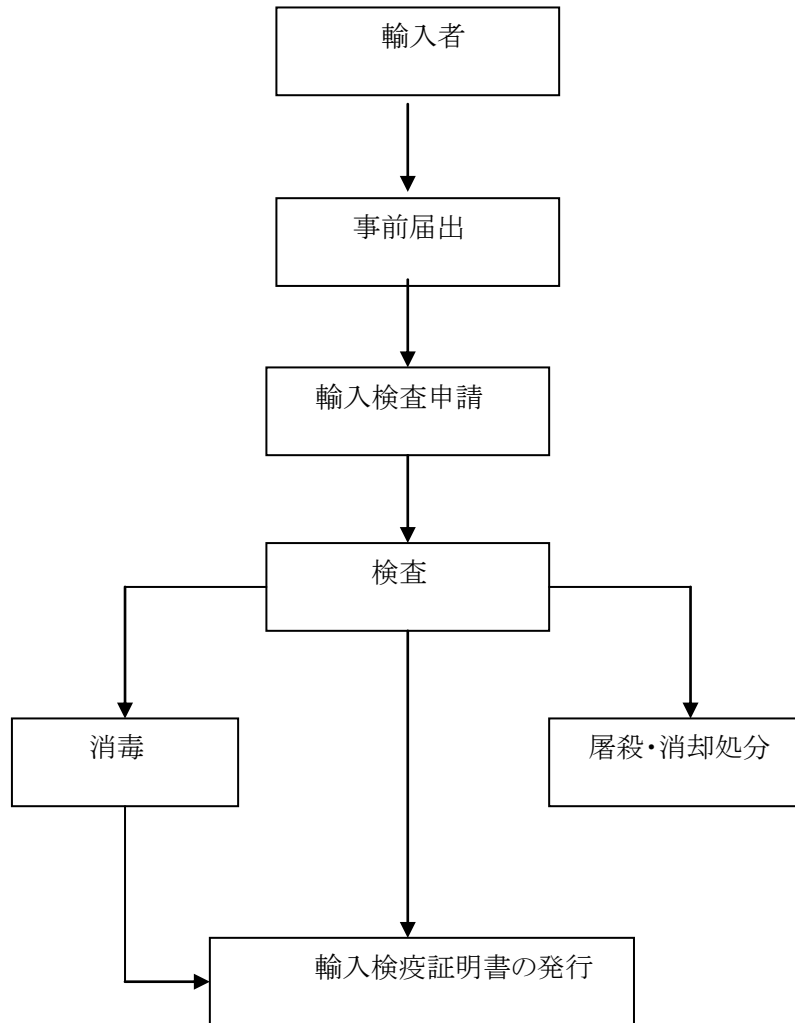 輸入者
事前届出
輸入検査申請
検査
消毒
屠殺・消却処分
輸入検疫証明書の発行